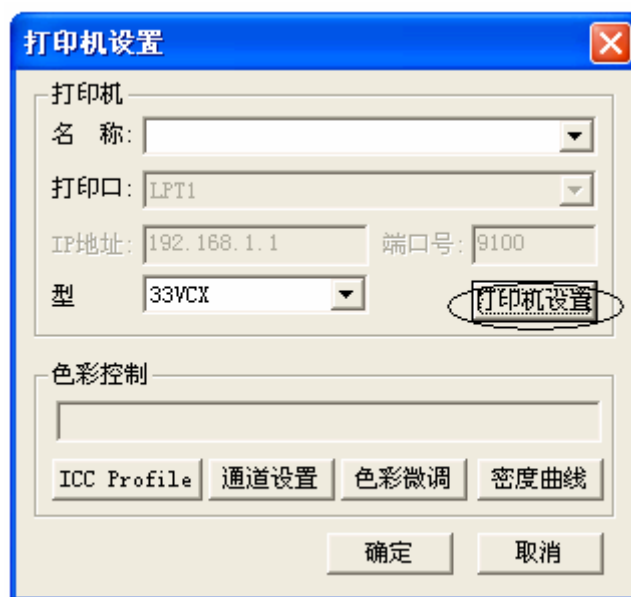 打印机设置
打印机
名 称:
打印口: LPT1
IP地址: 192.168.1.1 端口号: 9100
型 33VCX 打印机设置
色彩控制
ICC Profile 通道设置 色彩微调 密度曲线
确定 取消